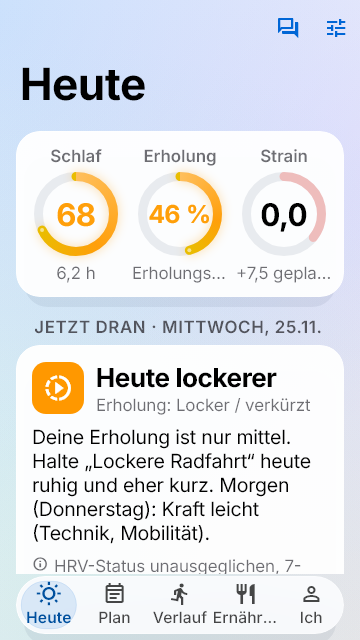 Heute
Schlaf
Erholung
Strain
68
46 %
0,0
6,2 h
Erholungs...
+7,5 gepla...
JETZT DRAN · MITTWOCH, 25.11.
Heute lockerer
Erholung: Locker / verkürzt
Deine Erholung ist nur mittel.
Halte „Lockere Radfahrt“ heute
ruhig und eher kurz. Morgen
(Donnerstag): Kraft leicht
(Technik, Mobilität).
HRV-Status unausgeglichen, 7-
Heute
Plan
Verlauf
Ernähr...
Ich